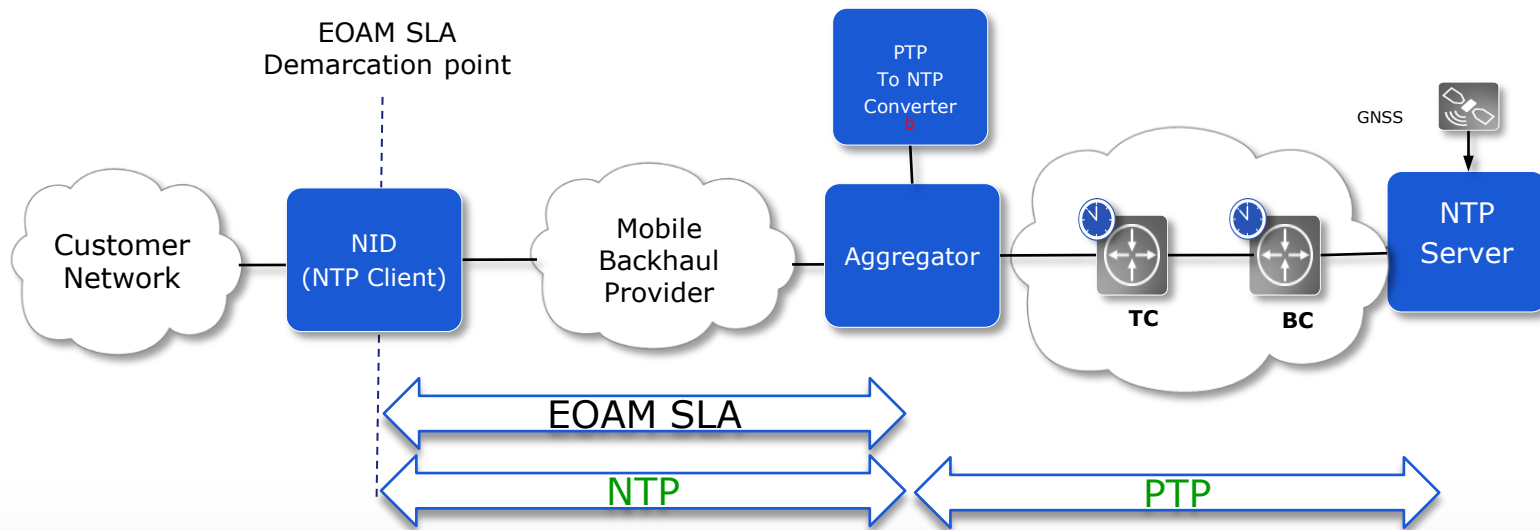 EOAM SLA
Demarcation point
PTP
To NTP
Converter
b
GNSS
Customer
Network
NID
(NTP Client)
Mobile
Backhaul
Provider
Aggregator
TC
BC
NTP
Server
EOAM SLA
NTP
PTP